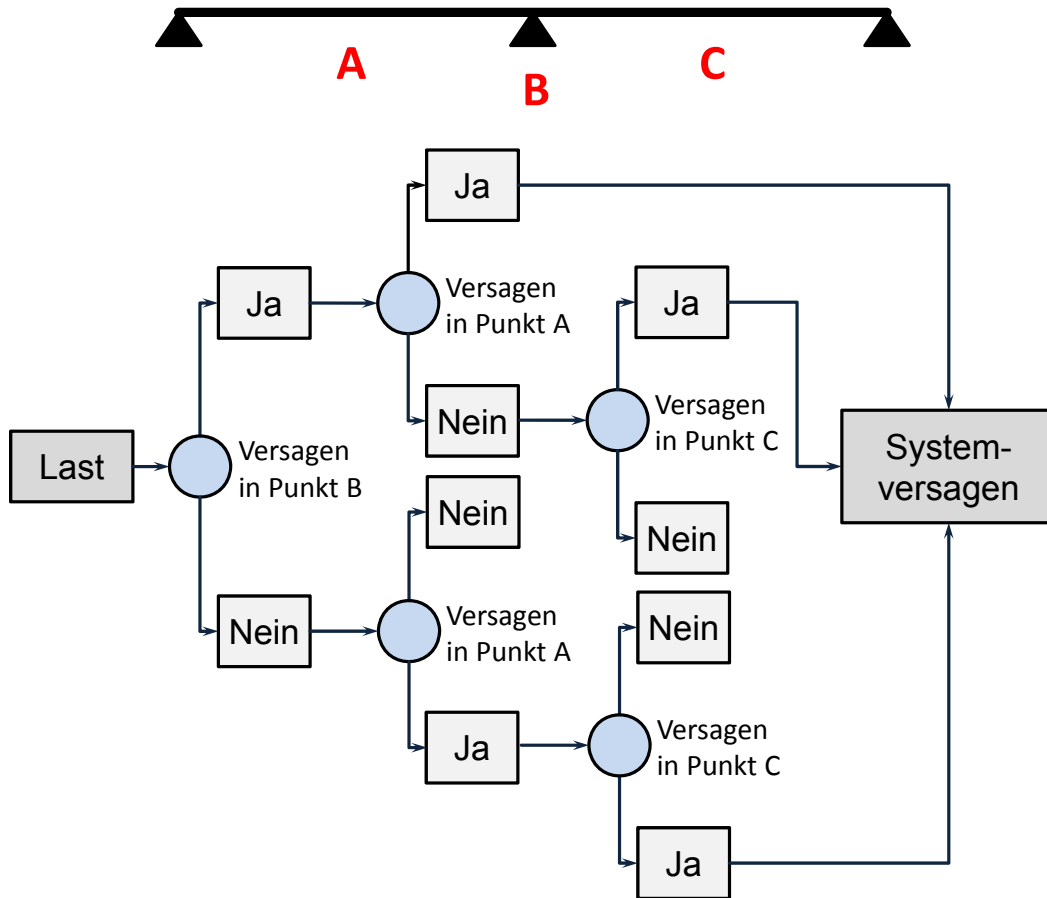 A
B
C
Ja
Ja
Versagen
in Punkt A
Ja
Nein
Versagen
in Punkt C
Last
Versagen
in Punkt B
System-
versagen
Nein
Nein
Nein
Versagen
in Punkt A
Nein
Ja
Versagen
in Punkt C
Ja